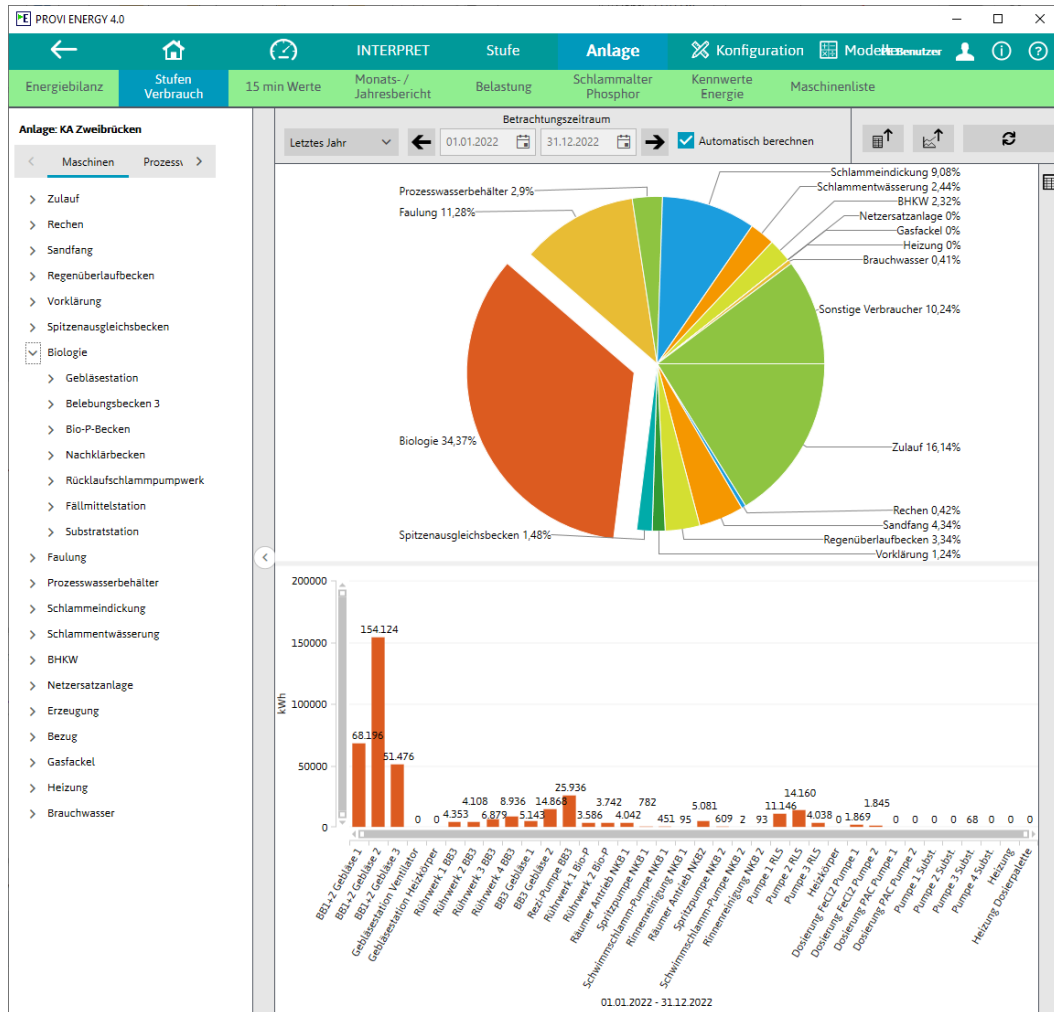 PROVI ENERGY 4.0
INTERPRET
Stufe
Anlage
Konfiguration
Benutzer
Energiebilanz
Stufen
Verbrauch
15 min Werte
Monats- /
Jahresbericht
Belastung
Schlammalter
Phosphor
Kennwerte
Energie
Maschinenliste
Anlage: KA Zweibrücken
Maschinen
Betrachtungszeitraum
Letztes Jahr
01.01.2022
31.12.2022
Automatisch berechnen
Zulauf
Rechen
Sandfang
Regenüberlaufbecken
Vorklärung
Spitzenausgleichsbecken
Biologie
Gebläsestation
Belebungsbecken 3
Bio-P-Becken
Nachklärbecken
Rücklaufschlammpumpwerk
Fällmittelstation
Substratstation
Faulung
Prozesswasserbehälter
Schlammeindickung
Schlammentwässerung
BHKW
Netzersatzanlage
Erzeugung
Bezug
Gasfackel
Heizung
Brauchwasser
Prozesswasserbehälter 2,9%
Faulung 11,28%
Biologie 34,37%
Spitzenausgleichsbecken 1,48%
Schlammeindickung 9,08%
Schlammentwässerung 2,44%
BHKW 2,32%
Netzersatzanlage 0%
Gasfackel 0%
Heizung 0%
Brauchwasser 0,41%
Sonstige Verbraucher 10,24%
Zulauf 16,14%
Rechen 0,42%
Sandfang 4,34%
Regenüberlaufbecken 3,34%
Vorklärung 1,24%
kWh
200000
150000
100000
50000
0
68.196
154.124
51.476
0
0
4.353
4.108
6.879
8.936
5.143
14.868
25.936
3.586
3.742
4.042
782
451
95
5.081
609
2
93
11.146
14.160
4.038
0
1.869
1.845
0
0
0
0
68
0
0
0
BB1+2 Gebläse 1
BB1+2 Gebläse 2
BB1+2 Gebläse 3
Gebläsestation Ventilator
Gebläsestation Heizkörper
Rührwerk 1 BB3
Rührwerk 2 BB3
Rührwerk 3 BB3
Rührwerk 4 BB3
BB3 Gebläse 1
BB3 Gebläse 2
Rezi-Pumpe BB3
Rührwerk 1 Bio-P
Rührwerk 2 Bio-P
Räumer Antrieb NKB 1
Spritzpumpe NKB 1
Schwimmschlamm-Pumpe NKB 1
Rinnenreinigung NKB 1
Räumer Antrieb NKB2
Spritzpumpe NKB 2
Schwimmschlamm-Pumpe NKB 2
Rinnenreinigung NKB 2
Pumpe 1 RLS
Pumpe 2 RLS
Pumpe 3 RLS
Heizkörper
Dosierung FeCl2 Pumpe 1
Dosierung FeCl2 Pumpe 2
Dosierung PAC Pumpe 1
Dosierung PAC Pumpe 2
Pumpe 1 Subst.
Pumpe 2 Subst.
Pumpe 3 Subst.
Pumpe 4 Subst.
Heizung
Heizung Dosierpalette
01.01.2022 - 31.12.2022